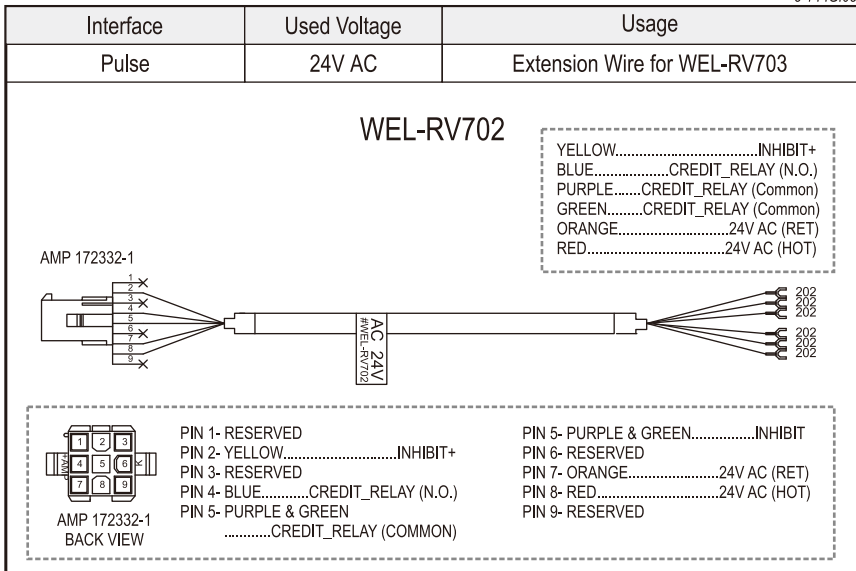 Interface Used Voltage Usage
Pulse 24V AC Extension Wire for WEL-RV703
WEL-RV702
YELLOW..................................INHIBIT+
BLUE..................CREDIT_RELAY (N.O.)
PURPLE......CREDIT_RELAY (Common)
GREEN........CREDIT_RELAY (Common)
ORANGE........................24V AC (RET)
RED.................................24V AC (HOT)
AMP 172332-1
1
2
3
4
5
6
7
8
9
AC 24V
#WEL-RV702
202
202
202
202
202
202
1 2 3
4 5 6
7 8 9
AMP
K
AMP 172332-1
BACK VIEW
PIN 1- RESERVED
PIN 2- YELLOW...........................INHIBIT+
PIN 3- RESERVED
PIN 4- BLUE..........CREDIT_RELAY (N.O.)
PIN 5- PURPLE & GREEN
...........CREDIT_RELAY (COMMON)
PIN 5- PURPLE & GREEN...............INHIBIT
PIN 6- RESERVED
PIN 7- ORANGE.....................24V AC (RET)
PIN 8- RED.............................24V AC (HOT)
PIN 9- RESERVED